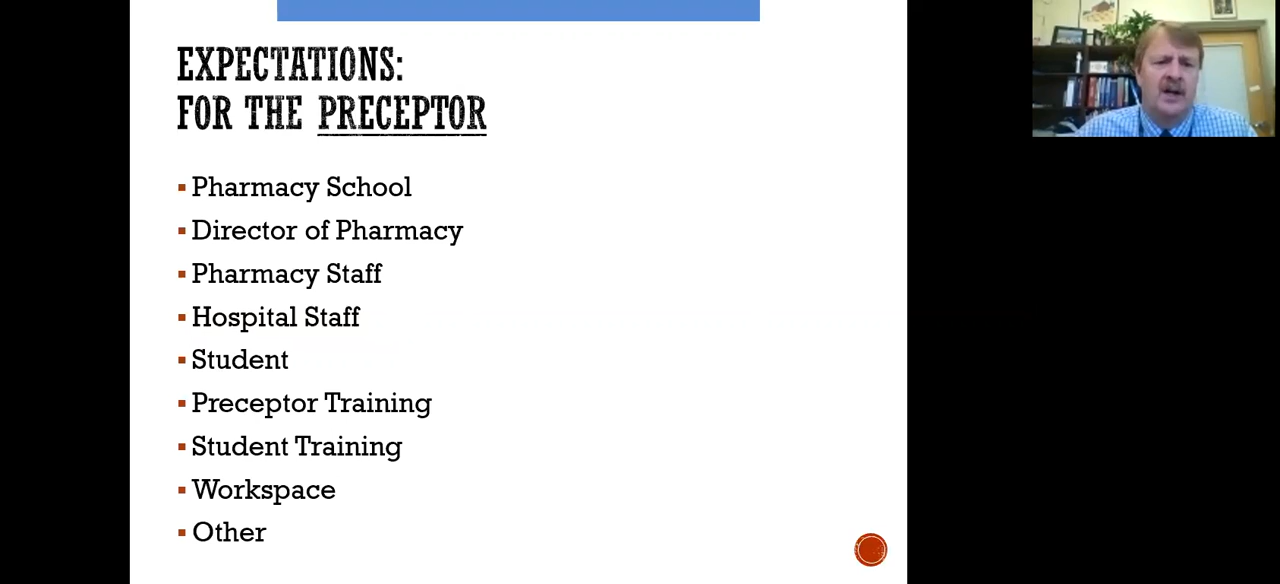 EXPECTATIONS:
FOR THE PRECEPTOR
Pharmacy School
Director of Pharmacy
Pharmacy Staff
Hospital Staff
Student
Preceptor Training
Student Training
Workspace
Other